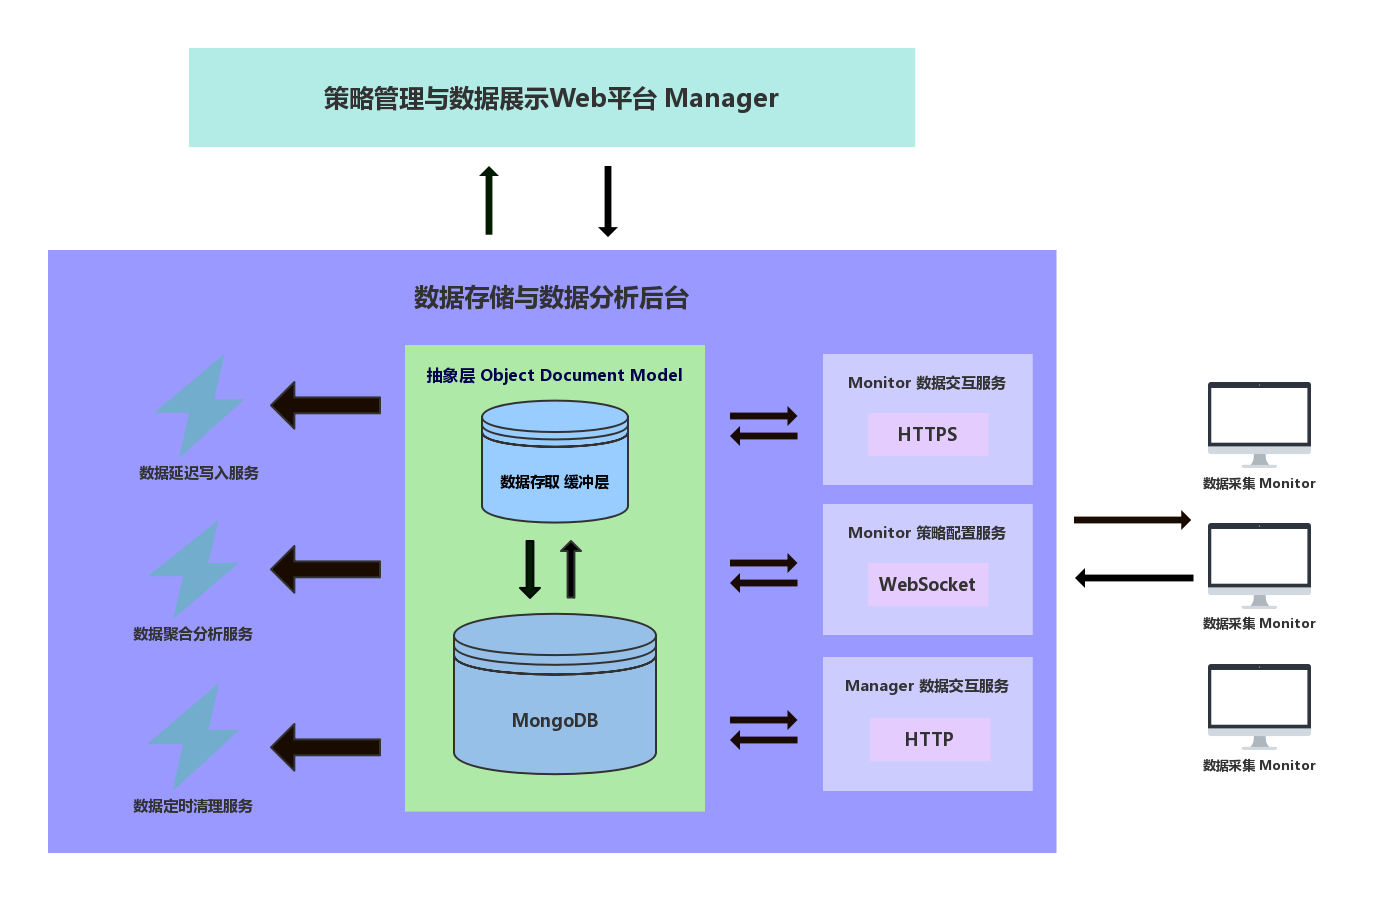 策略管理与数据展示Web平台 Manager
数据存储与数据分析后台
抽象层 Object Document Model
数据存取 缓冲层
MongoDB
数据延迟写入服务
数据聚合分析服务
数据定时清理服务
Monitor 数据交互服务
HTTPS
Monitor 策略配置服务
WebSocket
Manager 数据交互服务
HTTP
数据采集 Monitor
数据采集 Monitor
数据采集 Monitor